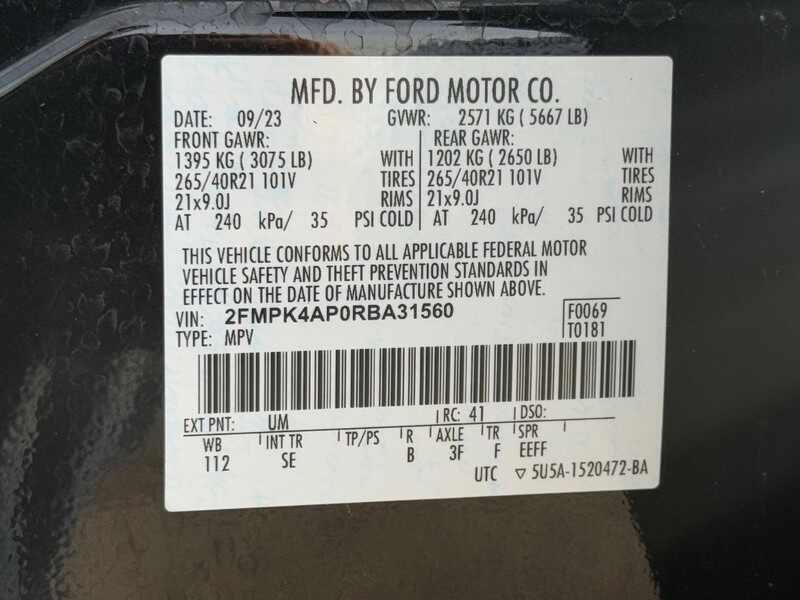 MFD. BY FORD MOTOR CO.
DATE: 09/23 GVWR: 2571 KG ( 5667 LB)
FRONT GAWR: REAR GAWR:
1395 KG ( 3075 LB) WITH 1202 KG ( 2650 LB) WITH
265/40R21 101V TIRES 265/40R21 101V TIRES
21x9.0J RIMS 21x9.0J RIMS
AT 240 kPa/ 35 PSI COLD AT 240 kPa/ 35 PSI COLD
THIS VEHICLE CONFORMS TO ALL APPLICABLE FEDERAL MOTOR
VEHICLE SAFETY AND THEFT PREVENTION STANDARDS IN
EFFECT ON THE DATE OF MANUFACTURE SHOWN ABOVE.
VIN: 2FMPK4AP0RBA31560 F0069
TYPE: MPV T0181
EXT PNT: UM RC: 41 DSO:
WB INT TR TP/PS R AXLE TR SPR
112 SE B 3F F EEFF
UTC ▽ 5U5A-1520472-BA